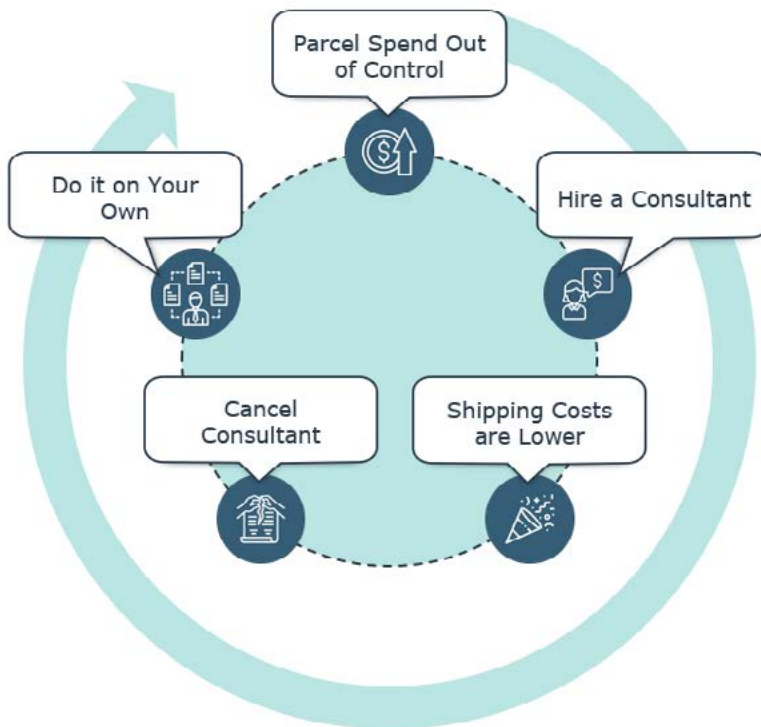 Parcel Spend Out
of Control
Hire a Consultant
Shipping Costs
are Lower
Cancel
Consultant
Do it on Your
Own
$
$